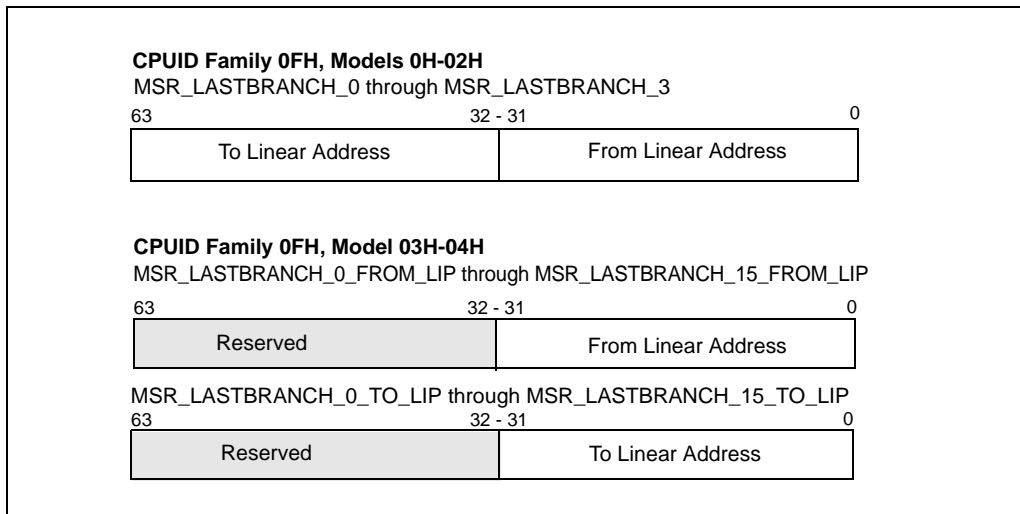 CPUID Family 0FH, Models 0H-02H
MSR_LASTBRANCH_0 through MSR_LASTBRANCH_3
63 32 - 31 0
To Linear Address From Linear Address
CPUID Family 0FH, Model 03H-04H
MSR_LASTBRANCH_0_FROM_LIP through MSR_LASTBRANCH_15_FROM_LIP
63 32 - 31 0
Reserved From Linear Address
MSR_LASTBRANCH_0_TO_LIP through MSR_LASTBRANCH_15_TO_LIP
63 32 - 31 0
Reserved To Linear Address